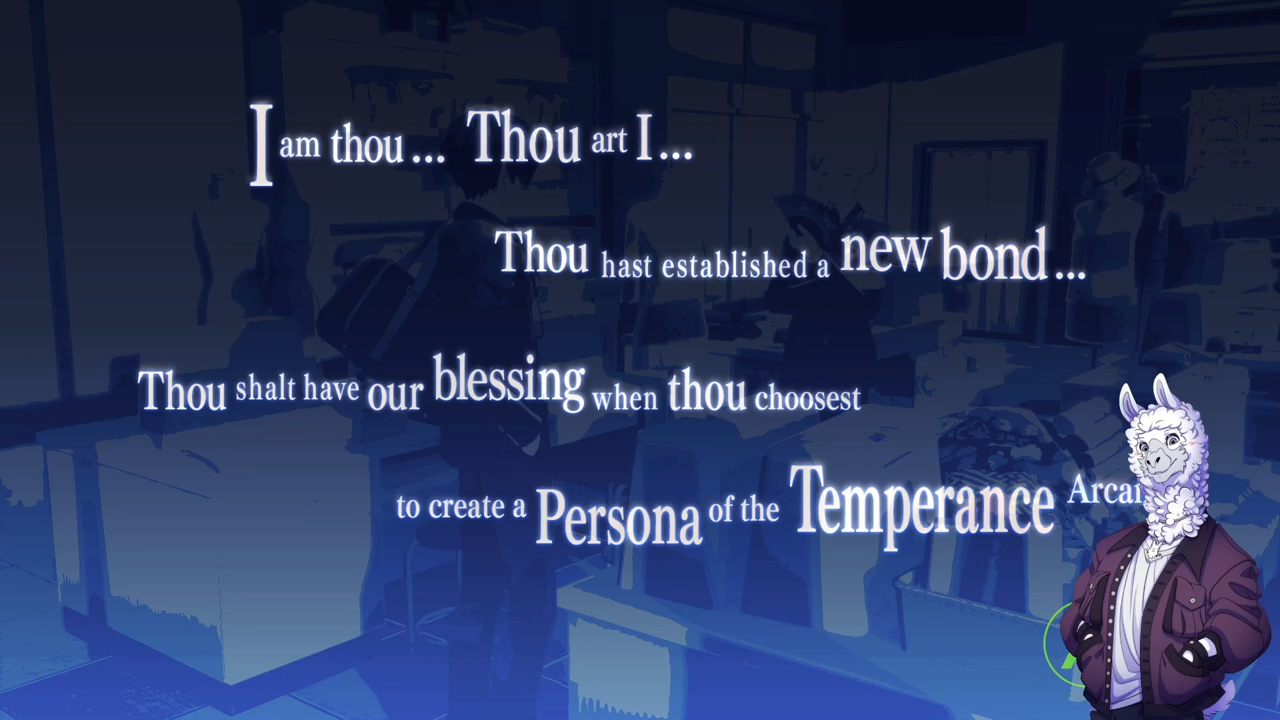 I am thou... Thou art I...
Thou hast established a new bond...
Thou shalt have our blessing when thou choosest
to create a Persona of the Temperance Arcan